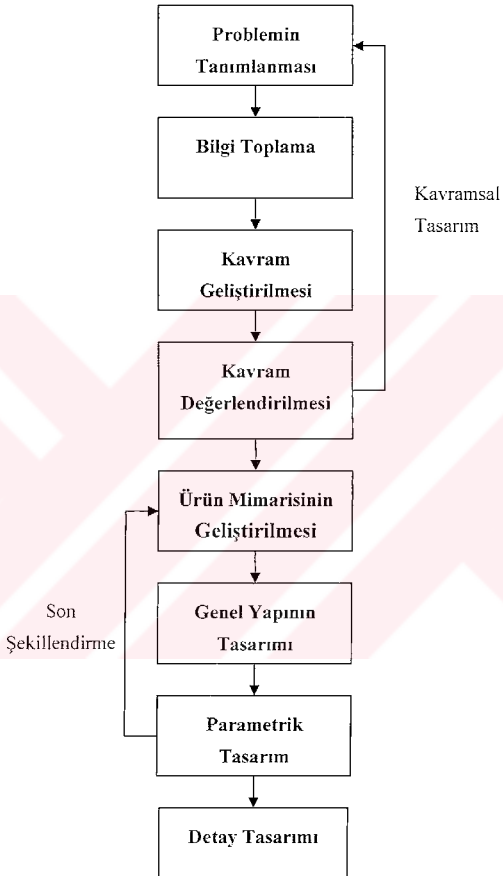 Problemin
Tanımlanması
Bilgi Toplama
Kavramsal
Tasarım
Kavram
Geliştirilmesi
Kavram
Değerlendirilmesi
Ürün Mimarisinin
Geliştirilmesi
Son
Şekillendirme
Genel Yapının
Tasarımı
Parametrik
Tasarım
Detay Tasarımı